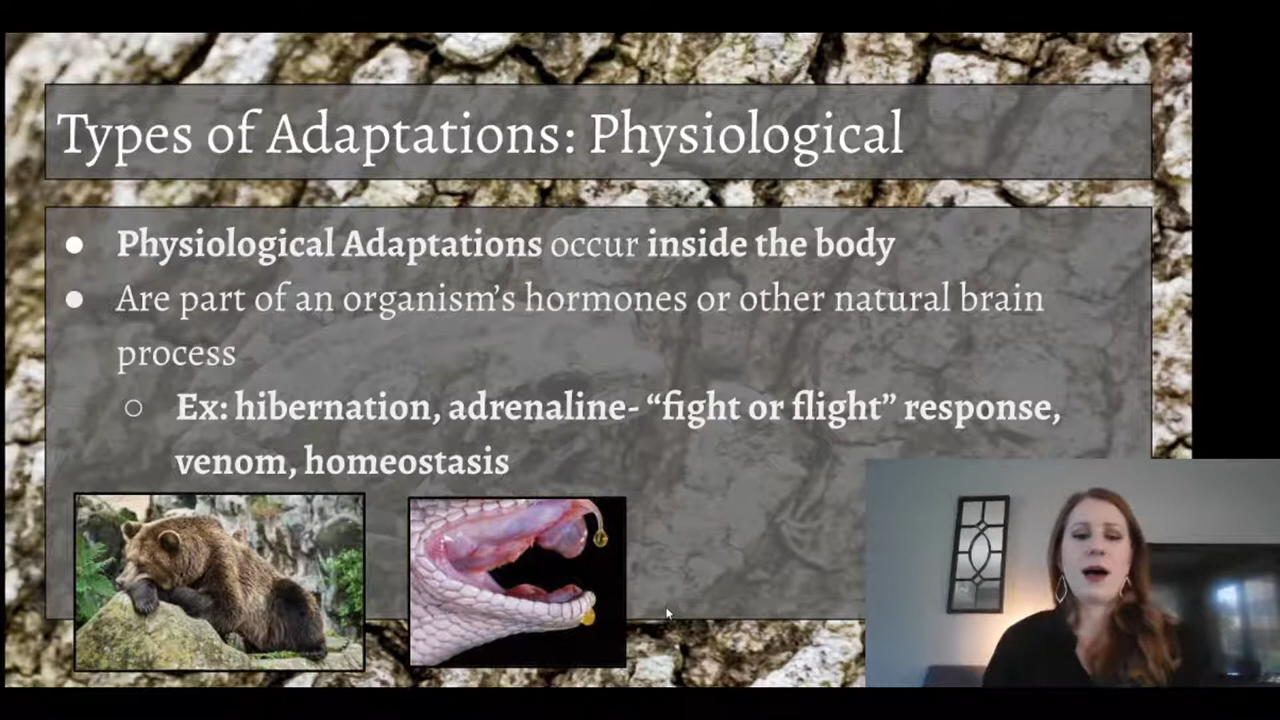 Types of Adaptations: Physiological
● Physiological Adaptations occur inside the body
● Are part of an organism’s hormones or other natural brain
process
○ Ex: hibernation, adrenaline- “fight or flight” response,
venom, homeostasis